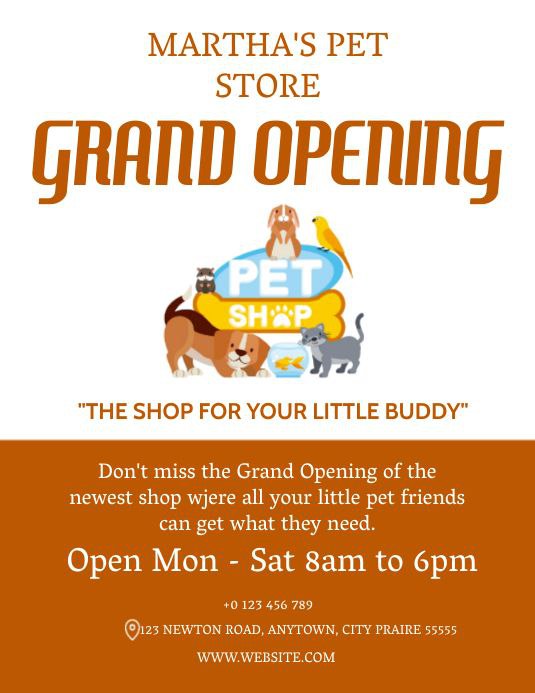 MARTHA'S PET
STORE
GRAND OPENING
PET
SHOP
"THE SHOP FOR YOUR LITTLE BUDDY"
Don't miss the Grand Opening of the
newest shop wjere all your little pet friends
can get what they need.
Open Mon - Sat 8am to 6pm
+0 123 456 789
123 NEWTON ROAD, ANYTOWN, CITY PRAIRE 55555
WWW.WEBSITE.COM